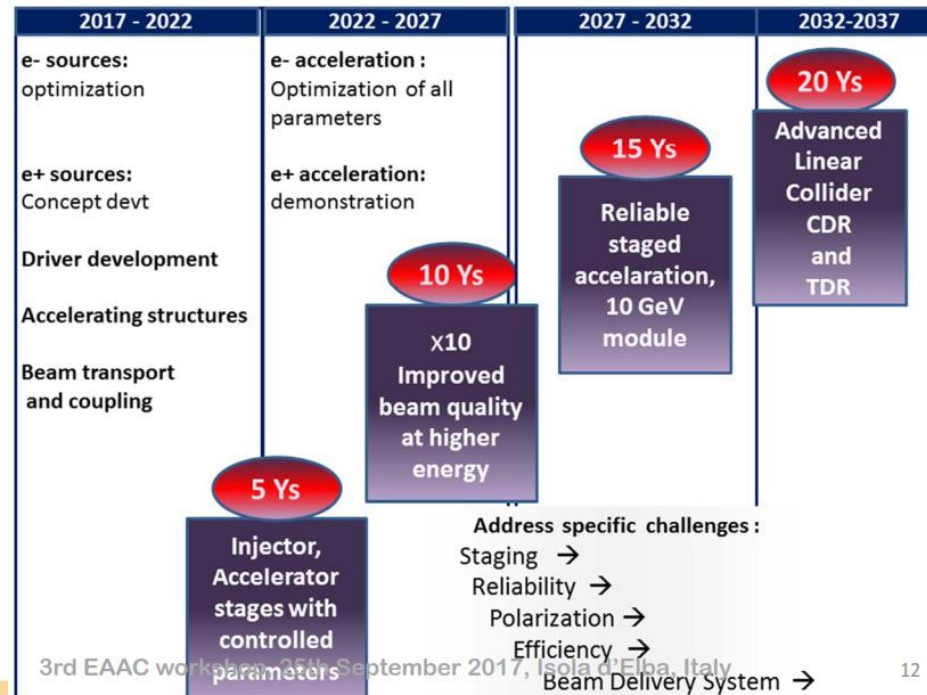 2017 - 2022
2022 - 2027
2027 - 2032
2032-2037
e- sources:
optimization
e+ sources:
Concept devt
Driver development
Accelerating structures
Beam transport
and coupling
e- acceleration :
Optimization of all
parameters
e+ acceleration:
demonstration
5 Ys
Injector,
Accelerator
stages with
controlled
parameters
10 Ys
x10
Improved
beam quality
at higher
energy
15 Ys
Reliable
staged
accelaration,
10 GeV
module
20 Ys
Advanced
Linear
Collider
CDR
and
TDR
Address specific challenges :
Staging →
Reliability →
Polarization →
Efficiency →
Beam Delivery System →
3rd EAAC workshop, 25th September 2017, Isola d'Elba, Italy
12